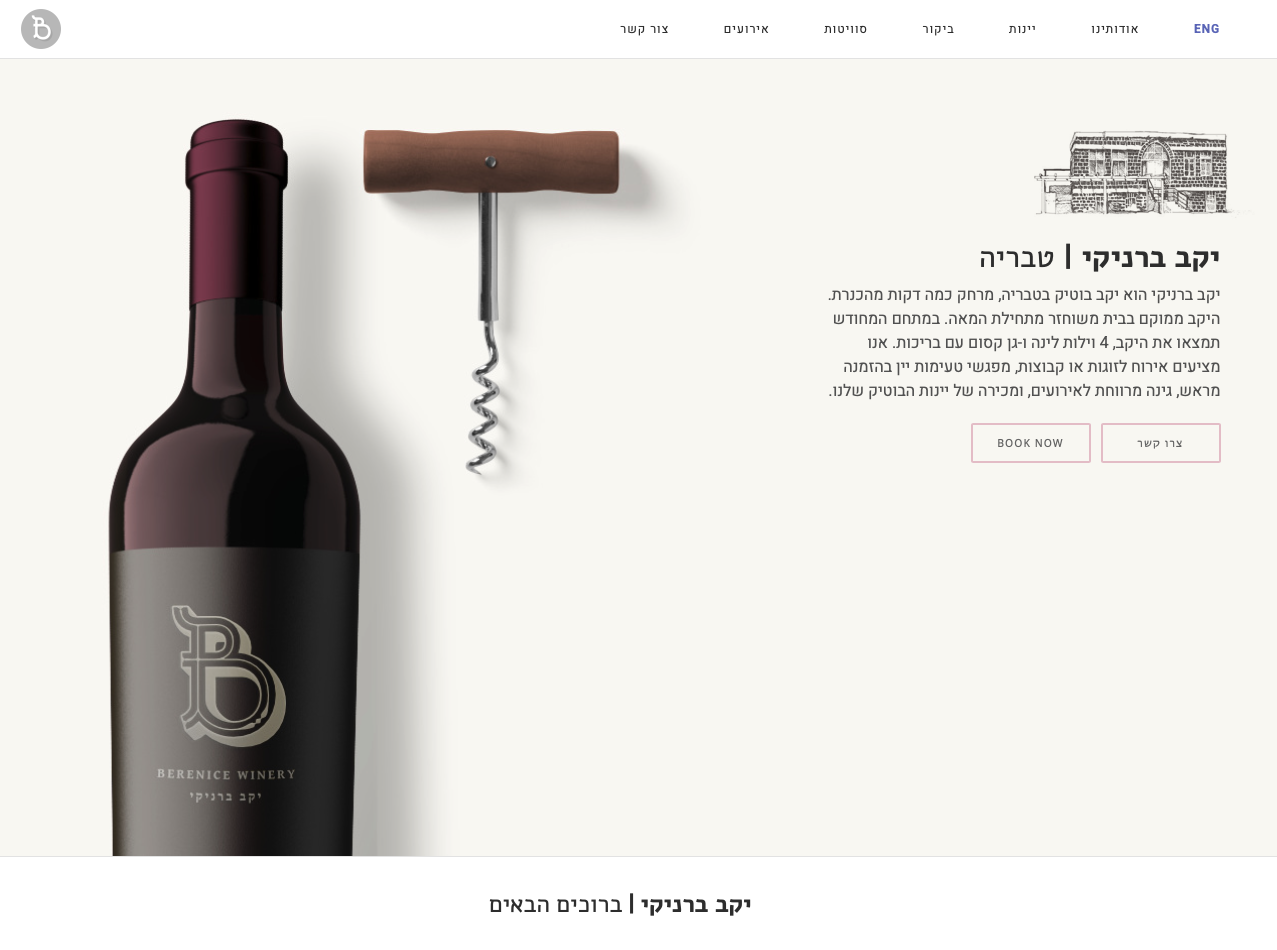 ENG
אודותינו
יינות
ביקור
סוויטות
אירועים
צור קשר
יקב ברניקי | טבריה
יקב ברניקי הוא יקב בוטיק בטבריה, מרחק כמה דקות מהכנרת.
היקב ממוקם בבית משוחזר מתחילת המאה. במתחם המחודש
תמצאו את היקב, 4 וילות לינה ו-גן קסום עם בריכות. אנו
מציעים אירוח לזוגות או קבוצות, מפגשי טעימות יין בהזמנה
מראש, גינה מרווחת לאירועים, ומכירה של יינות הבוטיק שלנו.
צרו קשר
BOOK NOW
B
BERENICE WINERY
יקב ברניקי
יקב ברניקי | ברוכים הבאים